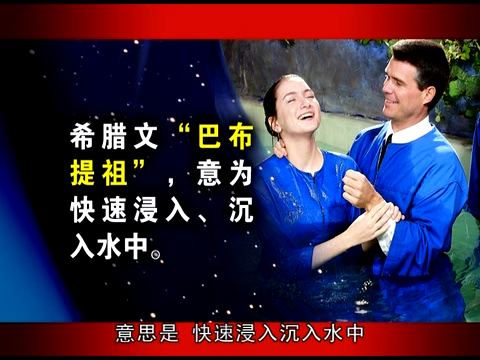 希腊文“巴布
提祖”，意为
快速浸入、沉
入水中。
意思是 快速浸入沉入水中